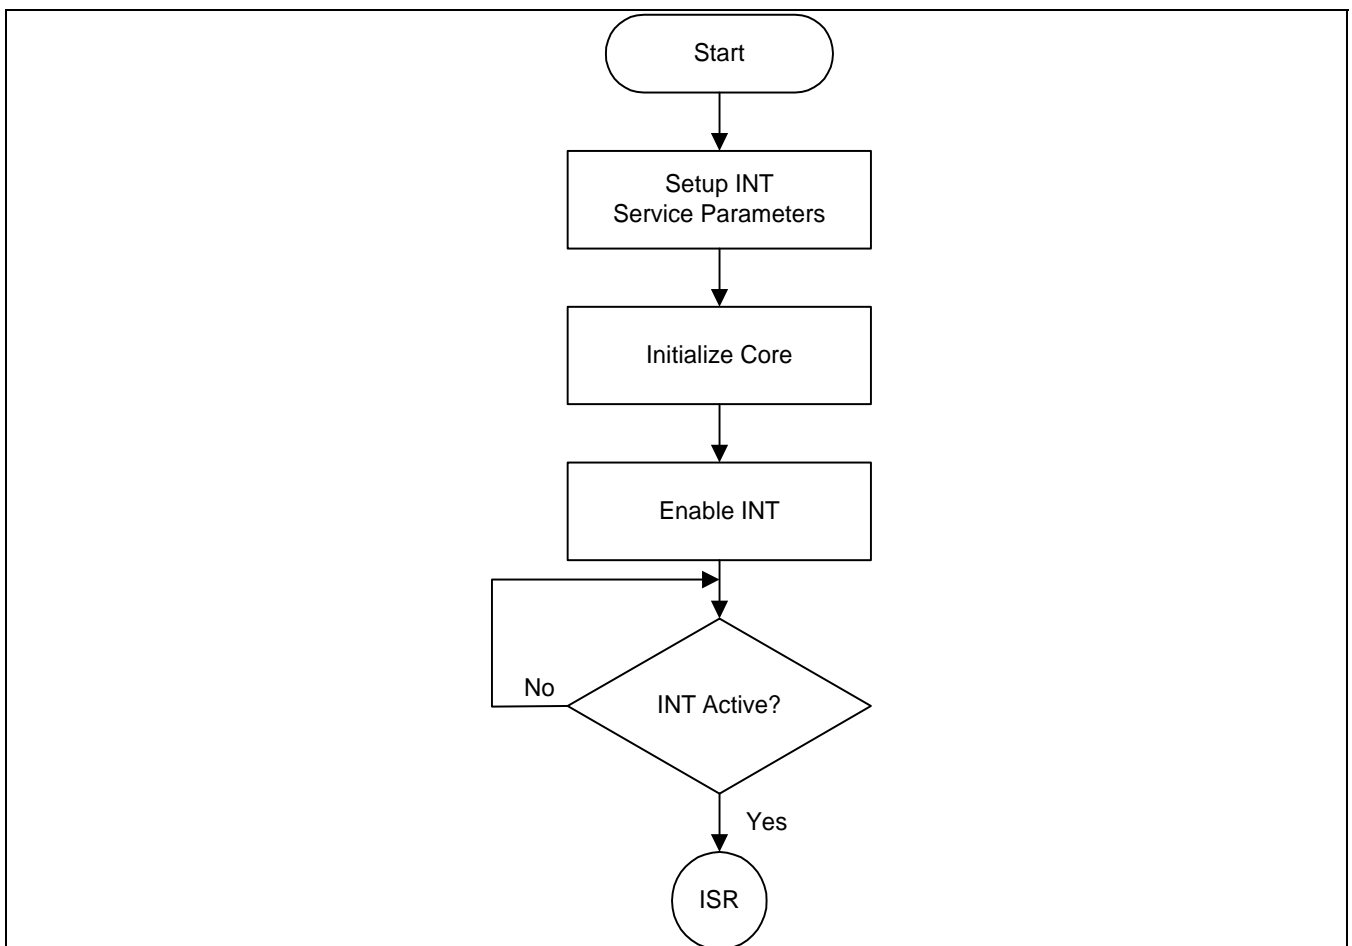 Start
Setup INT
Service Parameters
Initialize Core
Enable INT
No
INT Active?
Yes
ISR